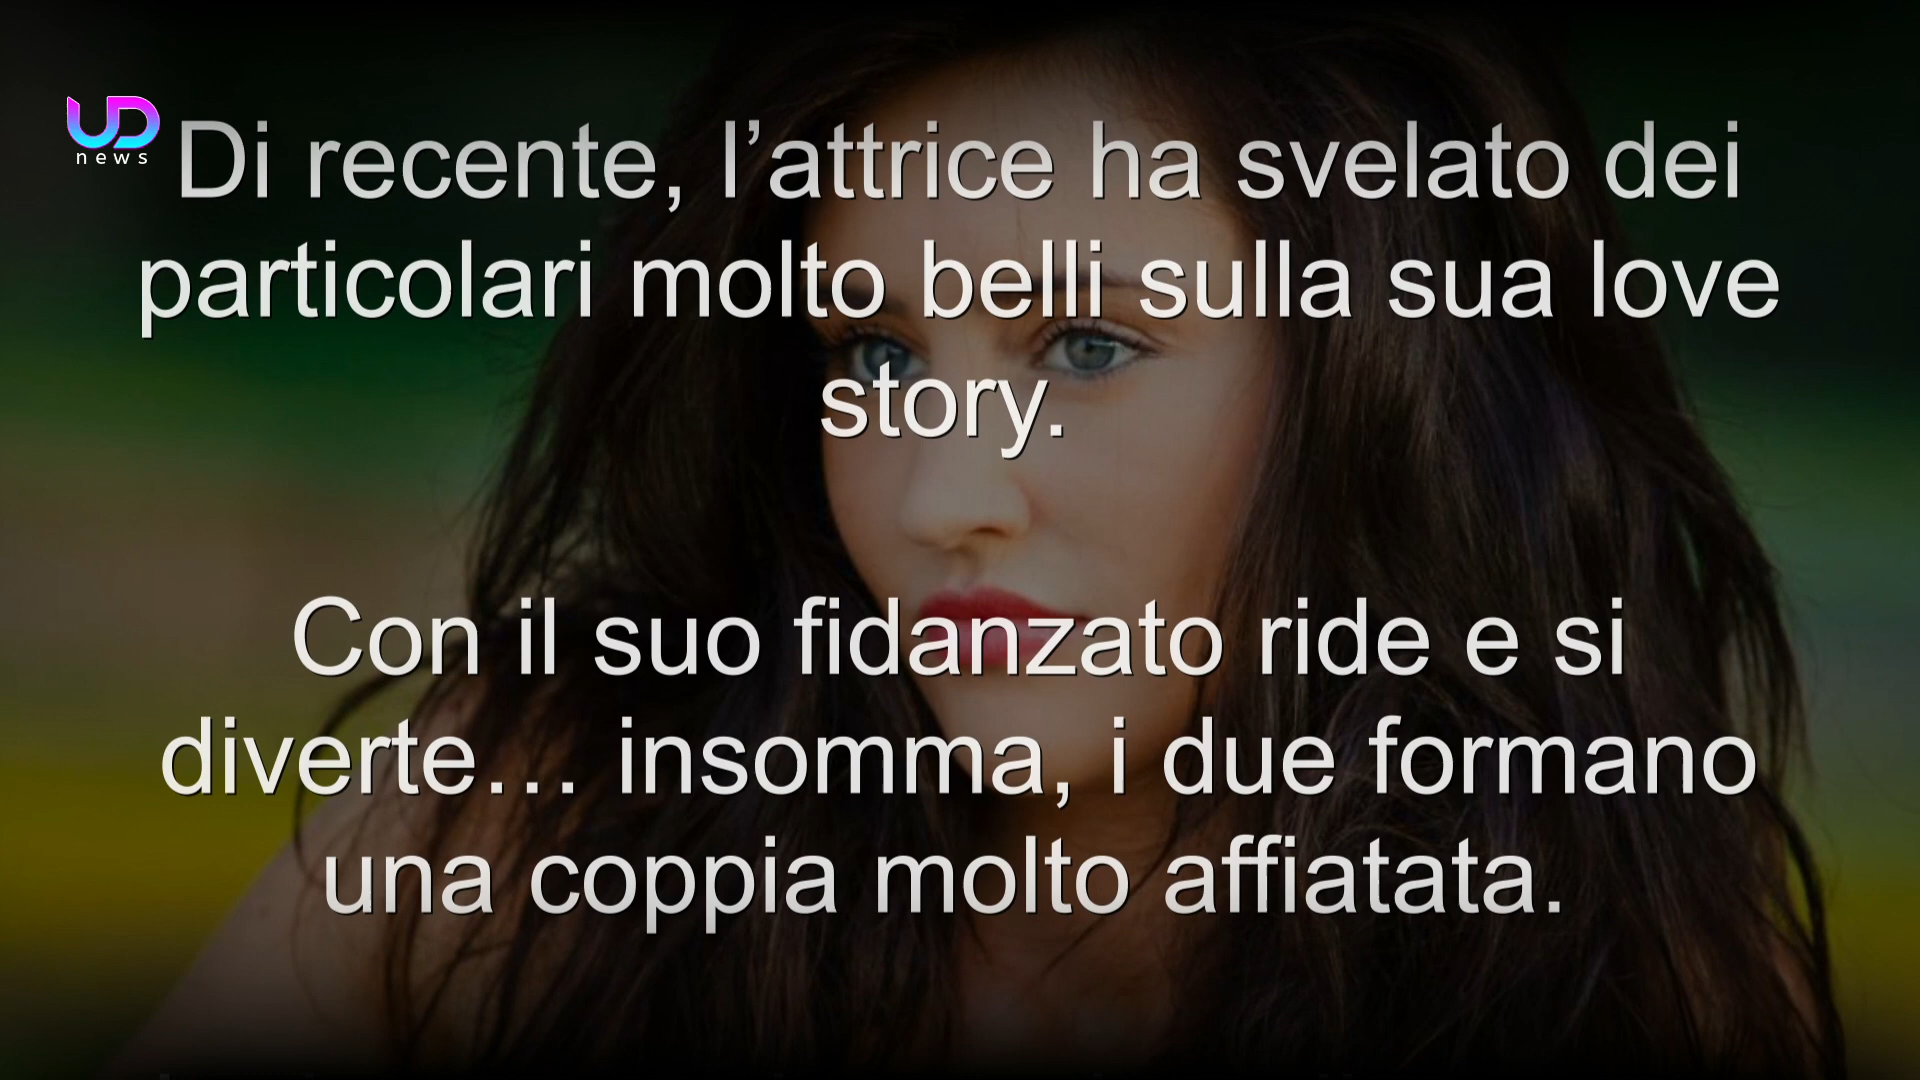 UD
news
Di recente, l’attrice ha svelato dei
particolari molto belli sulla sua love
story.
Con il suo fidanzato ride e si
diverte… insomma, i due formano
una coppia molto affiatata.